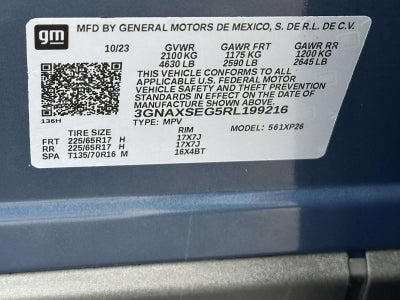 gm
MFD BY GENERAL MOTORS DE MEXICO, S. DE R.L. DE C.V.
10/23 GVWR GAWR FRT GAWR RR
2100 KG 1175 KG 1200 KG
4630 LB 2590 LB 2645 LB
THIS VEHICLE CONFORMS TO ALL
APPLICABLE U.S. FEDERAL MOTOR
VEHICLE SAFETY AND THEFT
PREVENTION STANDARDS IN EFFECT ON THE
DATE OF MANUFACTURE SHOWN ABOVE.
3GNAXSEG5RL199216
136H TYPE: MPV MODEL: 561XP26
TIRE SIZE RIM
FRT 225/65R17 H 17X7J
RR 225/65R17 H 17X7J
SPA T135/70R16 M 16X4BT